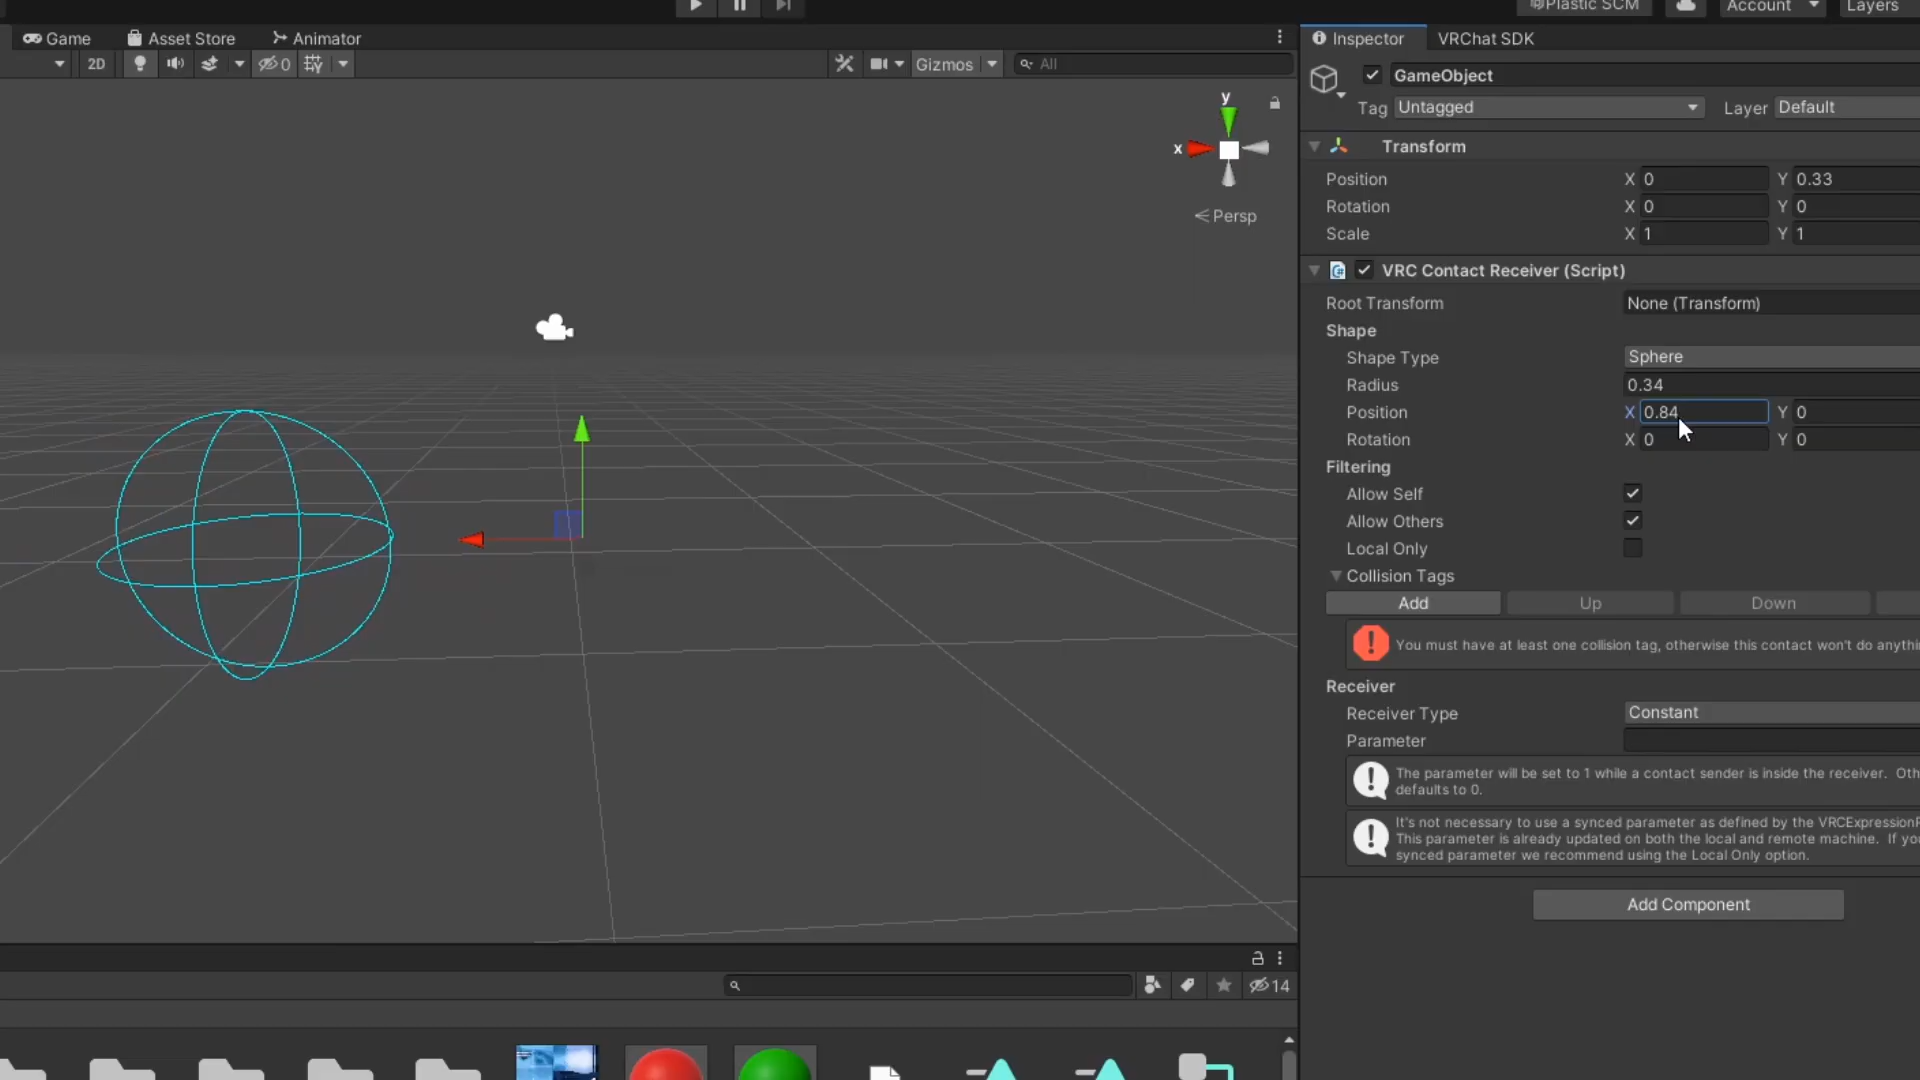 Plastic SCM
Account
Layers
Game
Asset Store
Animator
2D
0
Gizmos
All
y
x
Persp
Inspector
VRChat SDK
GameObject
Tag Untagged
Layer Default
Transform
Position X 0 Y 0.33
Rotation X 0 Y 0
Scale X 1 Y 1
VRC Contact Receiver (Script)
Root Transform None (Transform)
Shape
Shape Type Sphere
Radius 0.34
Position X 0.84 Y 0
Rotation X 0 Y 0
Filtering
Allow Self
Allow Others
Local Only
Collision Tags
Add Up Down
You must have at least one collision tag, otherwise this contact won't do anythi
Receiver
Receiver Type Constant
Parameter
The parameter will be set to 1 while a contact sender is inside the receiver. Oth
defaults to 0.
It's not necessary to use a synced parameter as defined by the VRCExpression
This parameter is already updated on both the local and remote machine. If yo
synced parameter we recommend using the Local Only option.
Add Component
14